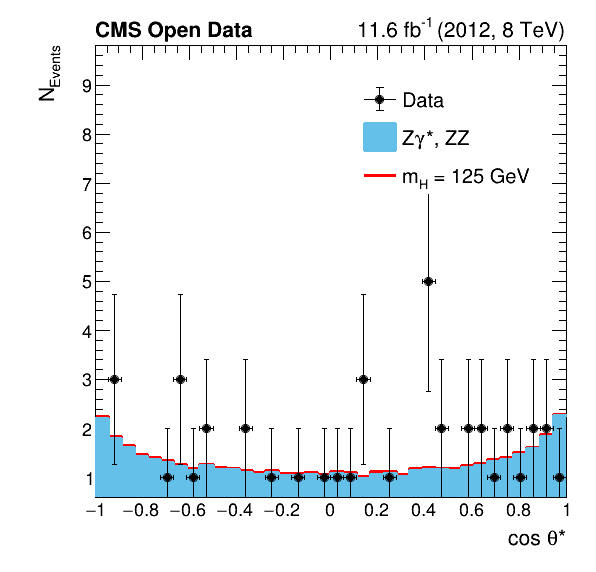 CMS Open Data 11.6 fb⁻¹ (2012, 8 TeV)
N_Events
Data
Zγ*, ZZ
m_H = 125 GeV
9
8
7
6
5
4
3
2
1
−1 −0.8 −0.6 −0.4 −0.2 0 0.2 0.4 0.6 0.8 1
cos θ*